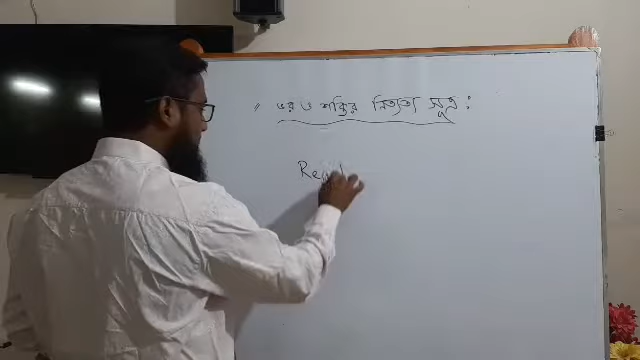 " ভর ও শক্তির নিত্যতা সূত্র :